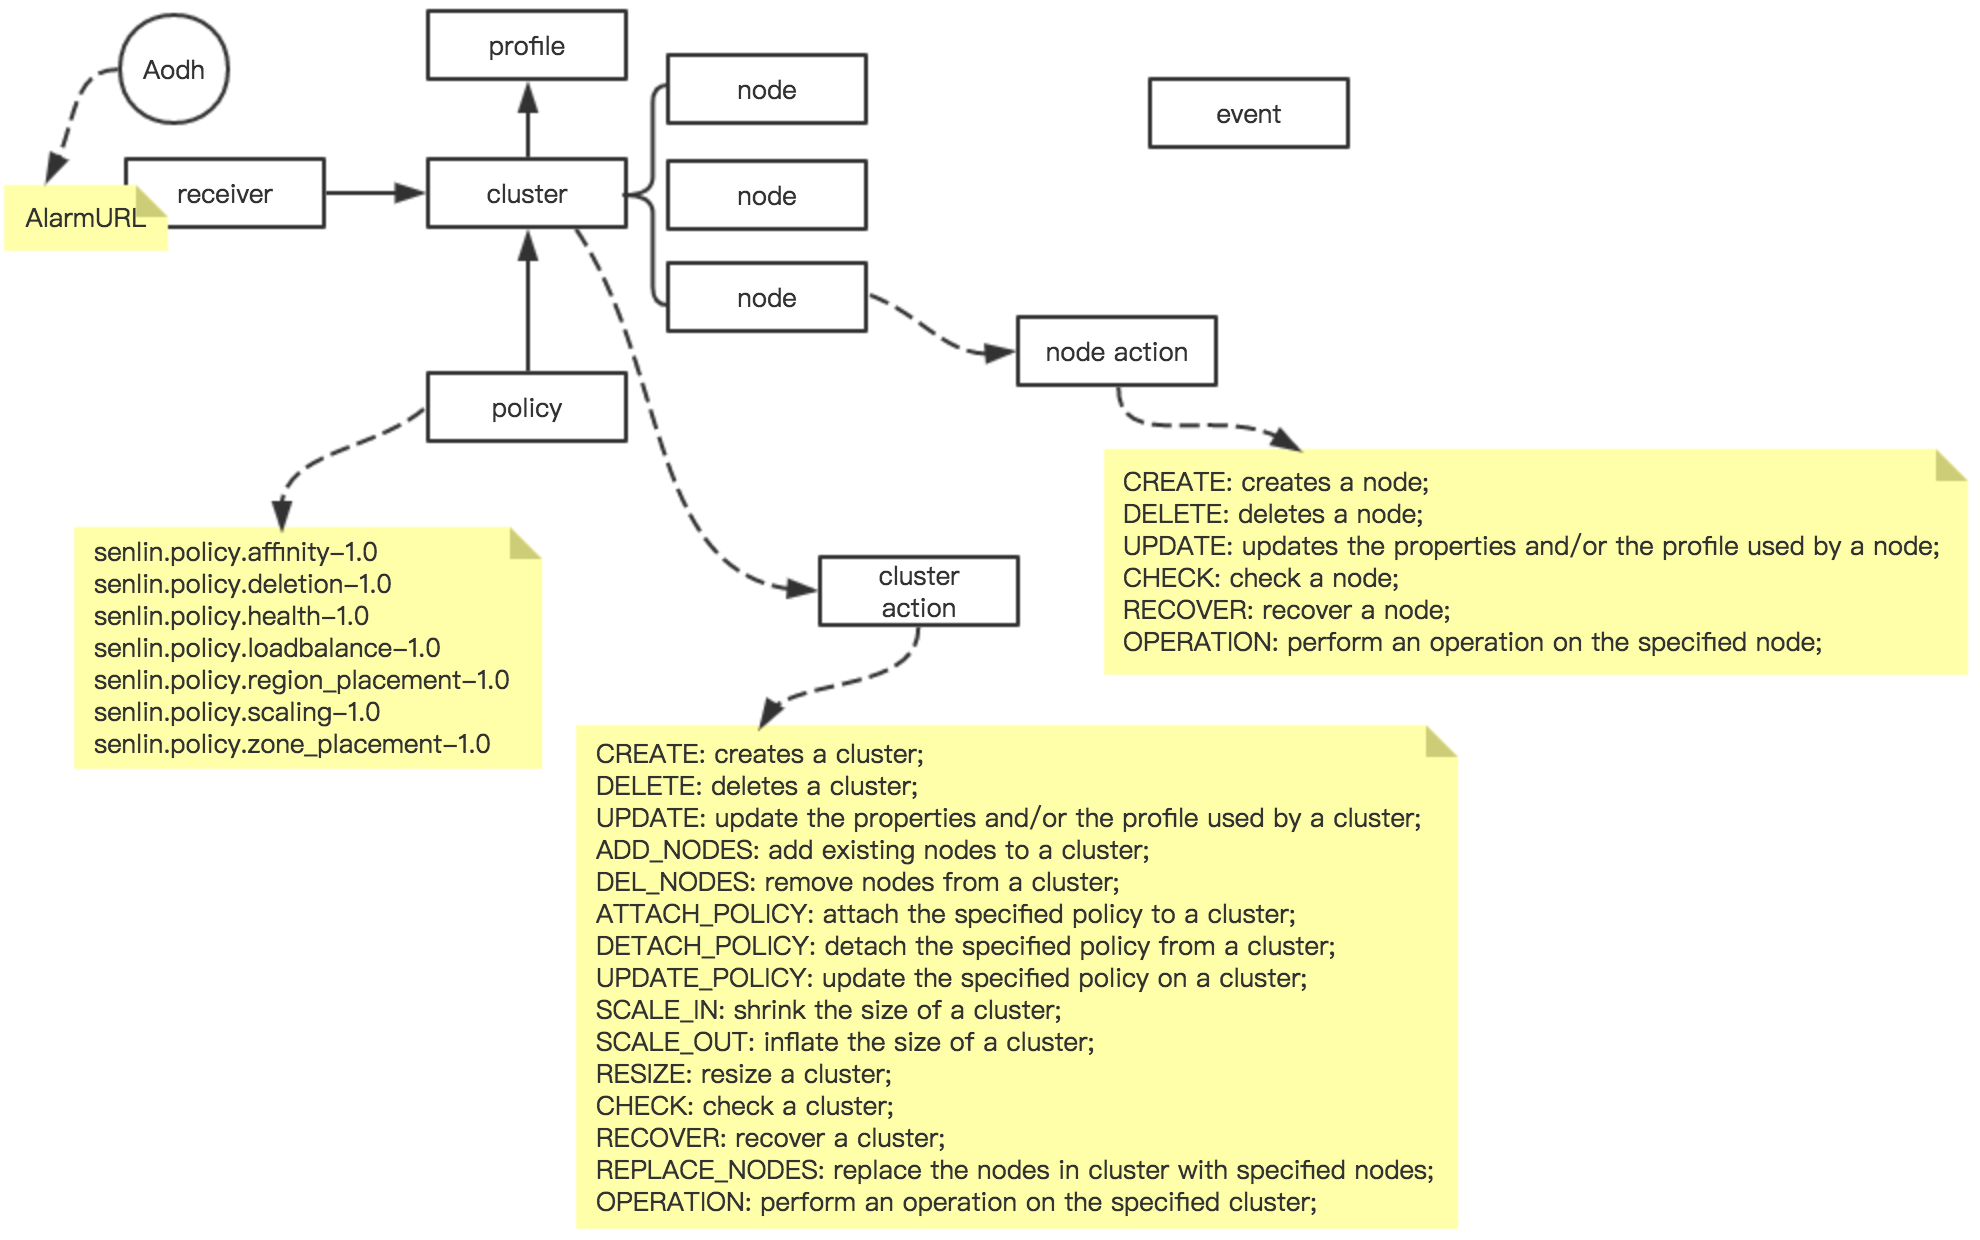 Aodh
profile
node
event
receiver
cluster
node
AlarmURL
node
node action
policy
CREATE: creates a node;
DELETE: deletes a node;
UPDATE: updates the properties and/or the profile used by a node;
CHECK: check a node;
RECOVER: recover a node;
OPERATION: perform an operation on the specified node;
senlin.policy.affinity-1.0
senlin.policy.deletion-1.0
senlin.policy.health-1.0
senlin.policy.loadbalance-1.0
senlin.policy.region_placement-1.0
senlin.policy.scaling-1.0
senlin.policy.zone_placement-1.0
cluster
action
CREATE: creates a cluster;
DELETE: deletes a cluster;
UPDATE: update the properties and/or the profile used by a cluster;
ADD_NODES: add existing nodes to a cluster;
DEL_NODES: remove nodes from a cluster;
ATTACH_POLICY: attach the specified policy to a cluster;
DETACH_POLICY: detach the specified policy from a cluster;
UPDATE_POLICY: update the specified policy on a cluster;
SCALE_IN: shrink the size of a cluster;
SCALE_OUT: inflate the size of a cluster;
RESIZE: resize a cluster;
CHECK: check a cluster;
RECOVER: recover a cluster;
REPLACE_NODES: replace the nodes in cluster with specified nodes;
OPERATION: perform an operation on the specified cluster;